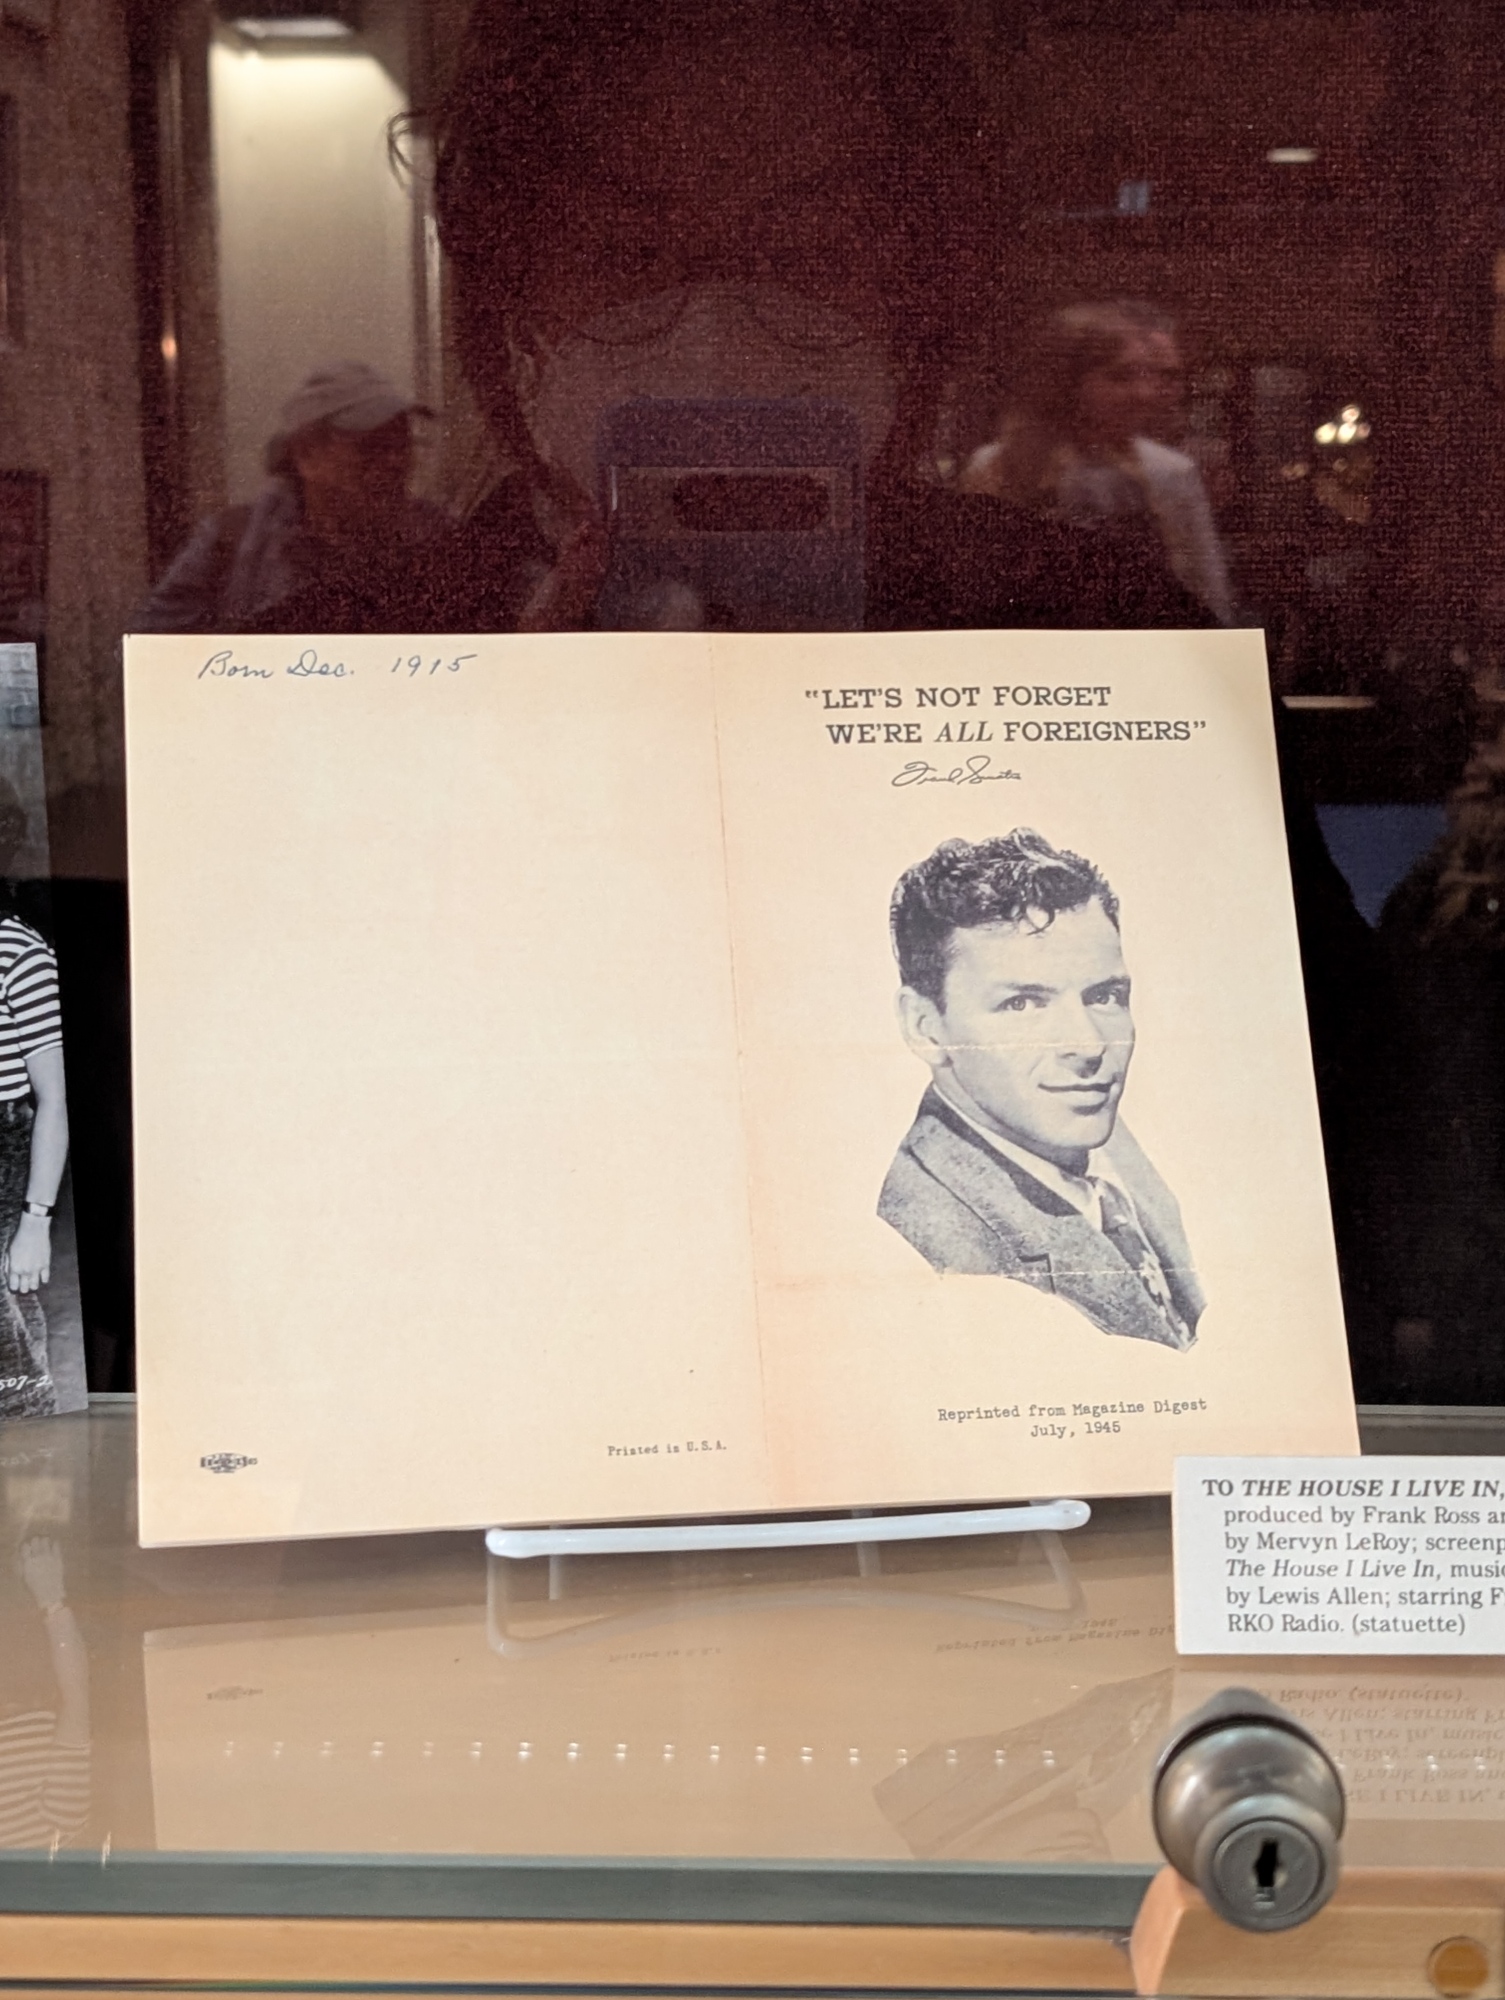 Born Dec. 1915
"LET'S NOT FORGET
WE'RE ALL FOREIGNERS"
Frank Sinatra
Reprinted from Magazine Digest
July, 1945
Printed in U.S.A.
507-2
TO THE HOUSE I LIVE IN,
produced by Frank Ross
by Mervyn LeRoy;
The House I Live In,
by Lewis Allen; starring
RKO Radio. (statuette)